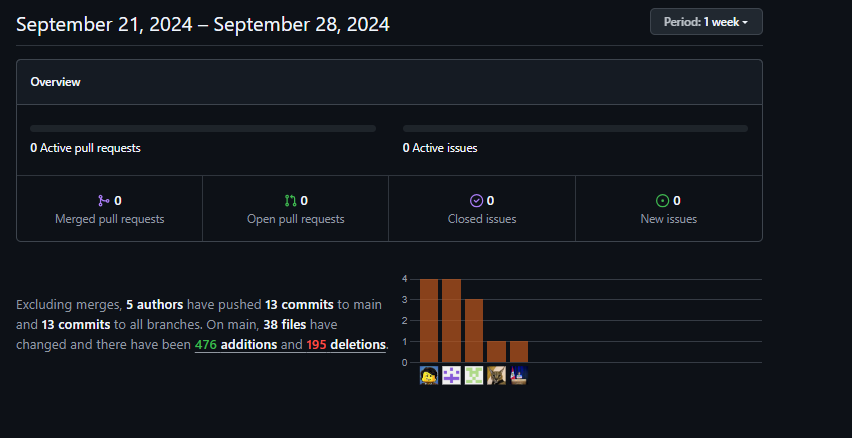 September 21, 2024 – September 28, 2024
Period: 1 week
Overview
0 Active pull requests
0 Active issues
0
Merged pull requests
0
Open pull requests
0
Closed issues
0
New issues
Excluding merges, 5 authors have pushed 13 commits to main
and 13 commits to all branches. On main, 38 files have
changed and there have been 476 additions and 195 deletions.
4
3
2
1
0